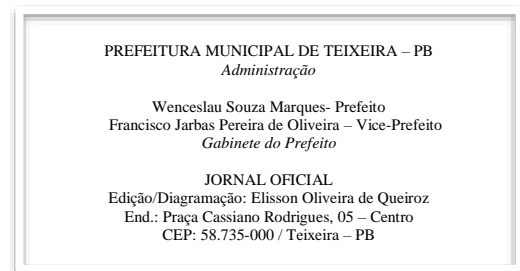 PREFEITURA MUNICIPAL DE TEIXEIRA – PB
Administração
Wenceslau Souza Marques- Prefeito
Francisco Jarbas Pereira de Oliveira – Vice-Prefeito
Gabinete do Prefeito
JORNAL OFICIAL
Edição/Diagramação: Elisson Oliveira de Queiroz
End.: Praça Cassiano Rodrigues, 05 – Centro
CEP: 58.735-000 / Teixeira – PB